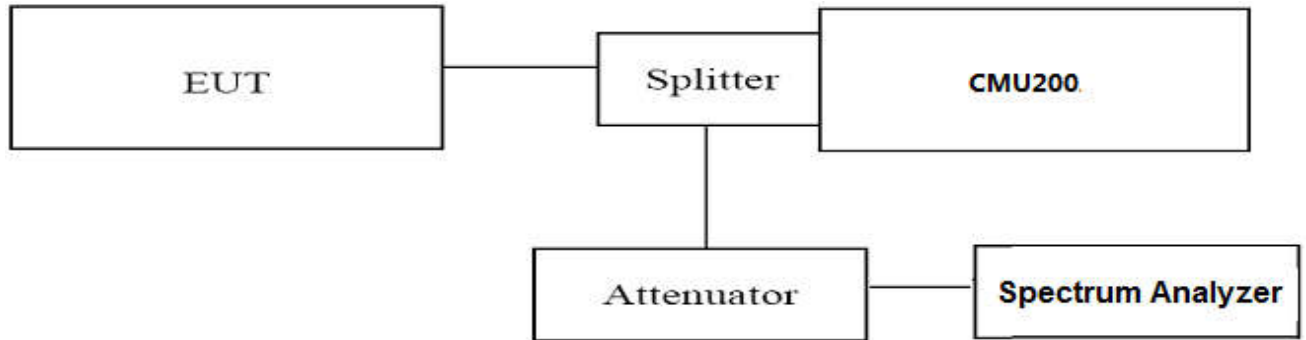 EUT
Splitter
CMU200
Attenuator
Spectrum Analyzer